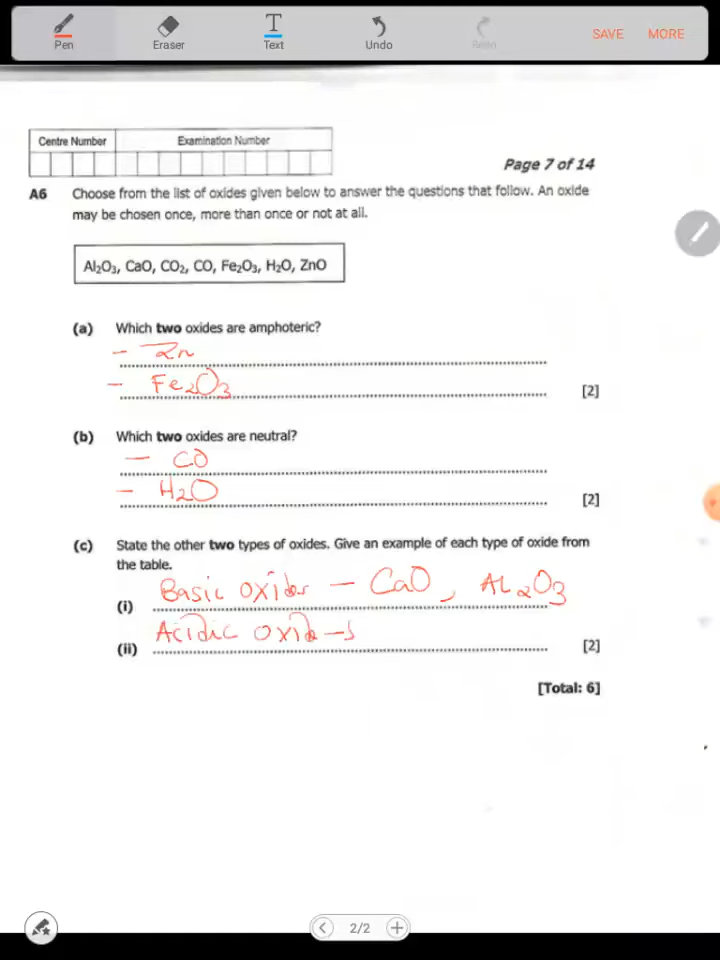 Pen
Eraser
Text
Undo
Redo
SAVE
MORE
Centre Number
Examination Number
Page 7 of 14
A6 Choose from the list of oxides given below to answer the questions that follow. An oxide
may be chosen once, more than once or not at all.
Al₂O₃, CaO, CO₂, CO, Fe₂O₃, H₂O, ZnO
(a) Which two oxides are amphoteric?
- Zn
- Fe₂O₃
[2]
(b) Which two oxides are neutral?
- CO
- H₂O
[2]
(c) State the other two types of oxides. Give an example of each type of oxide from
the table.
(i) Basic oxides - CaO, Al₂O₃
(ii) Acidic oxide -s
[2]
[Total: 6]
2/2